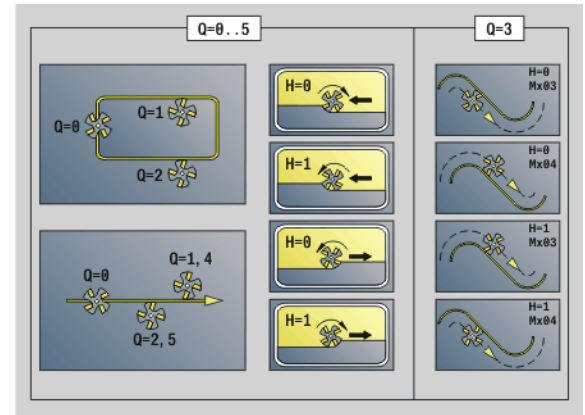 Q=0..5
Q=3
Q=0
Q=1
Q=2
Q=0
Q=1,4
Q=2,5
H=0
H=1
H=0
H=1
H=0
Mx03
H=0
Mx04
H=1
Mx03
H=1
Mx04